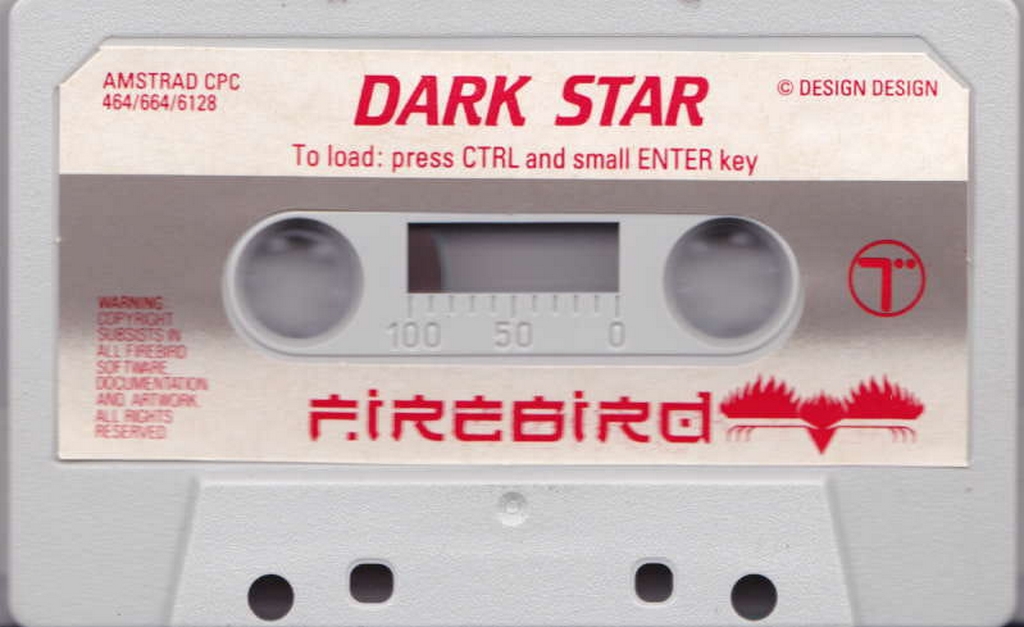 AMSTRAD CPC
464/664/6128
DARK STAR
© DESIGN DESIGN
To load: press CTRL and small ENTER key
WARNING
COPYRIGHT
SUBSISTS IN
ALL FIREBIRD
SOFTWARE,
DOCUMENTATION
AND ARTWORK.
ALL RIGHTS
RESERVED
100 50 0
FIREBIRD